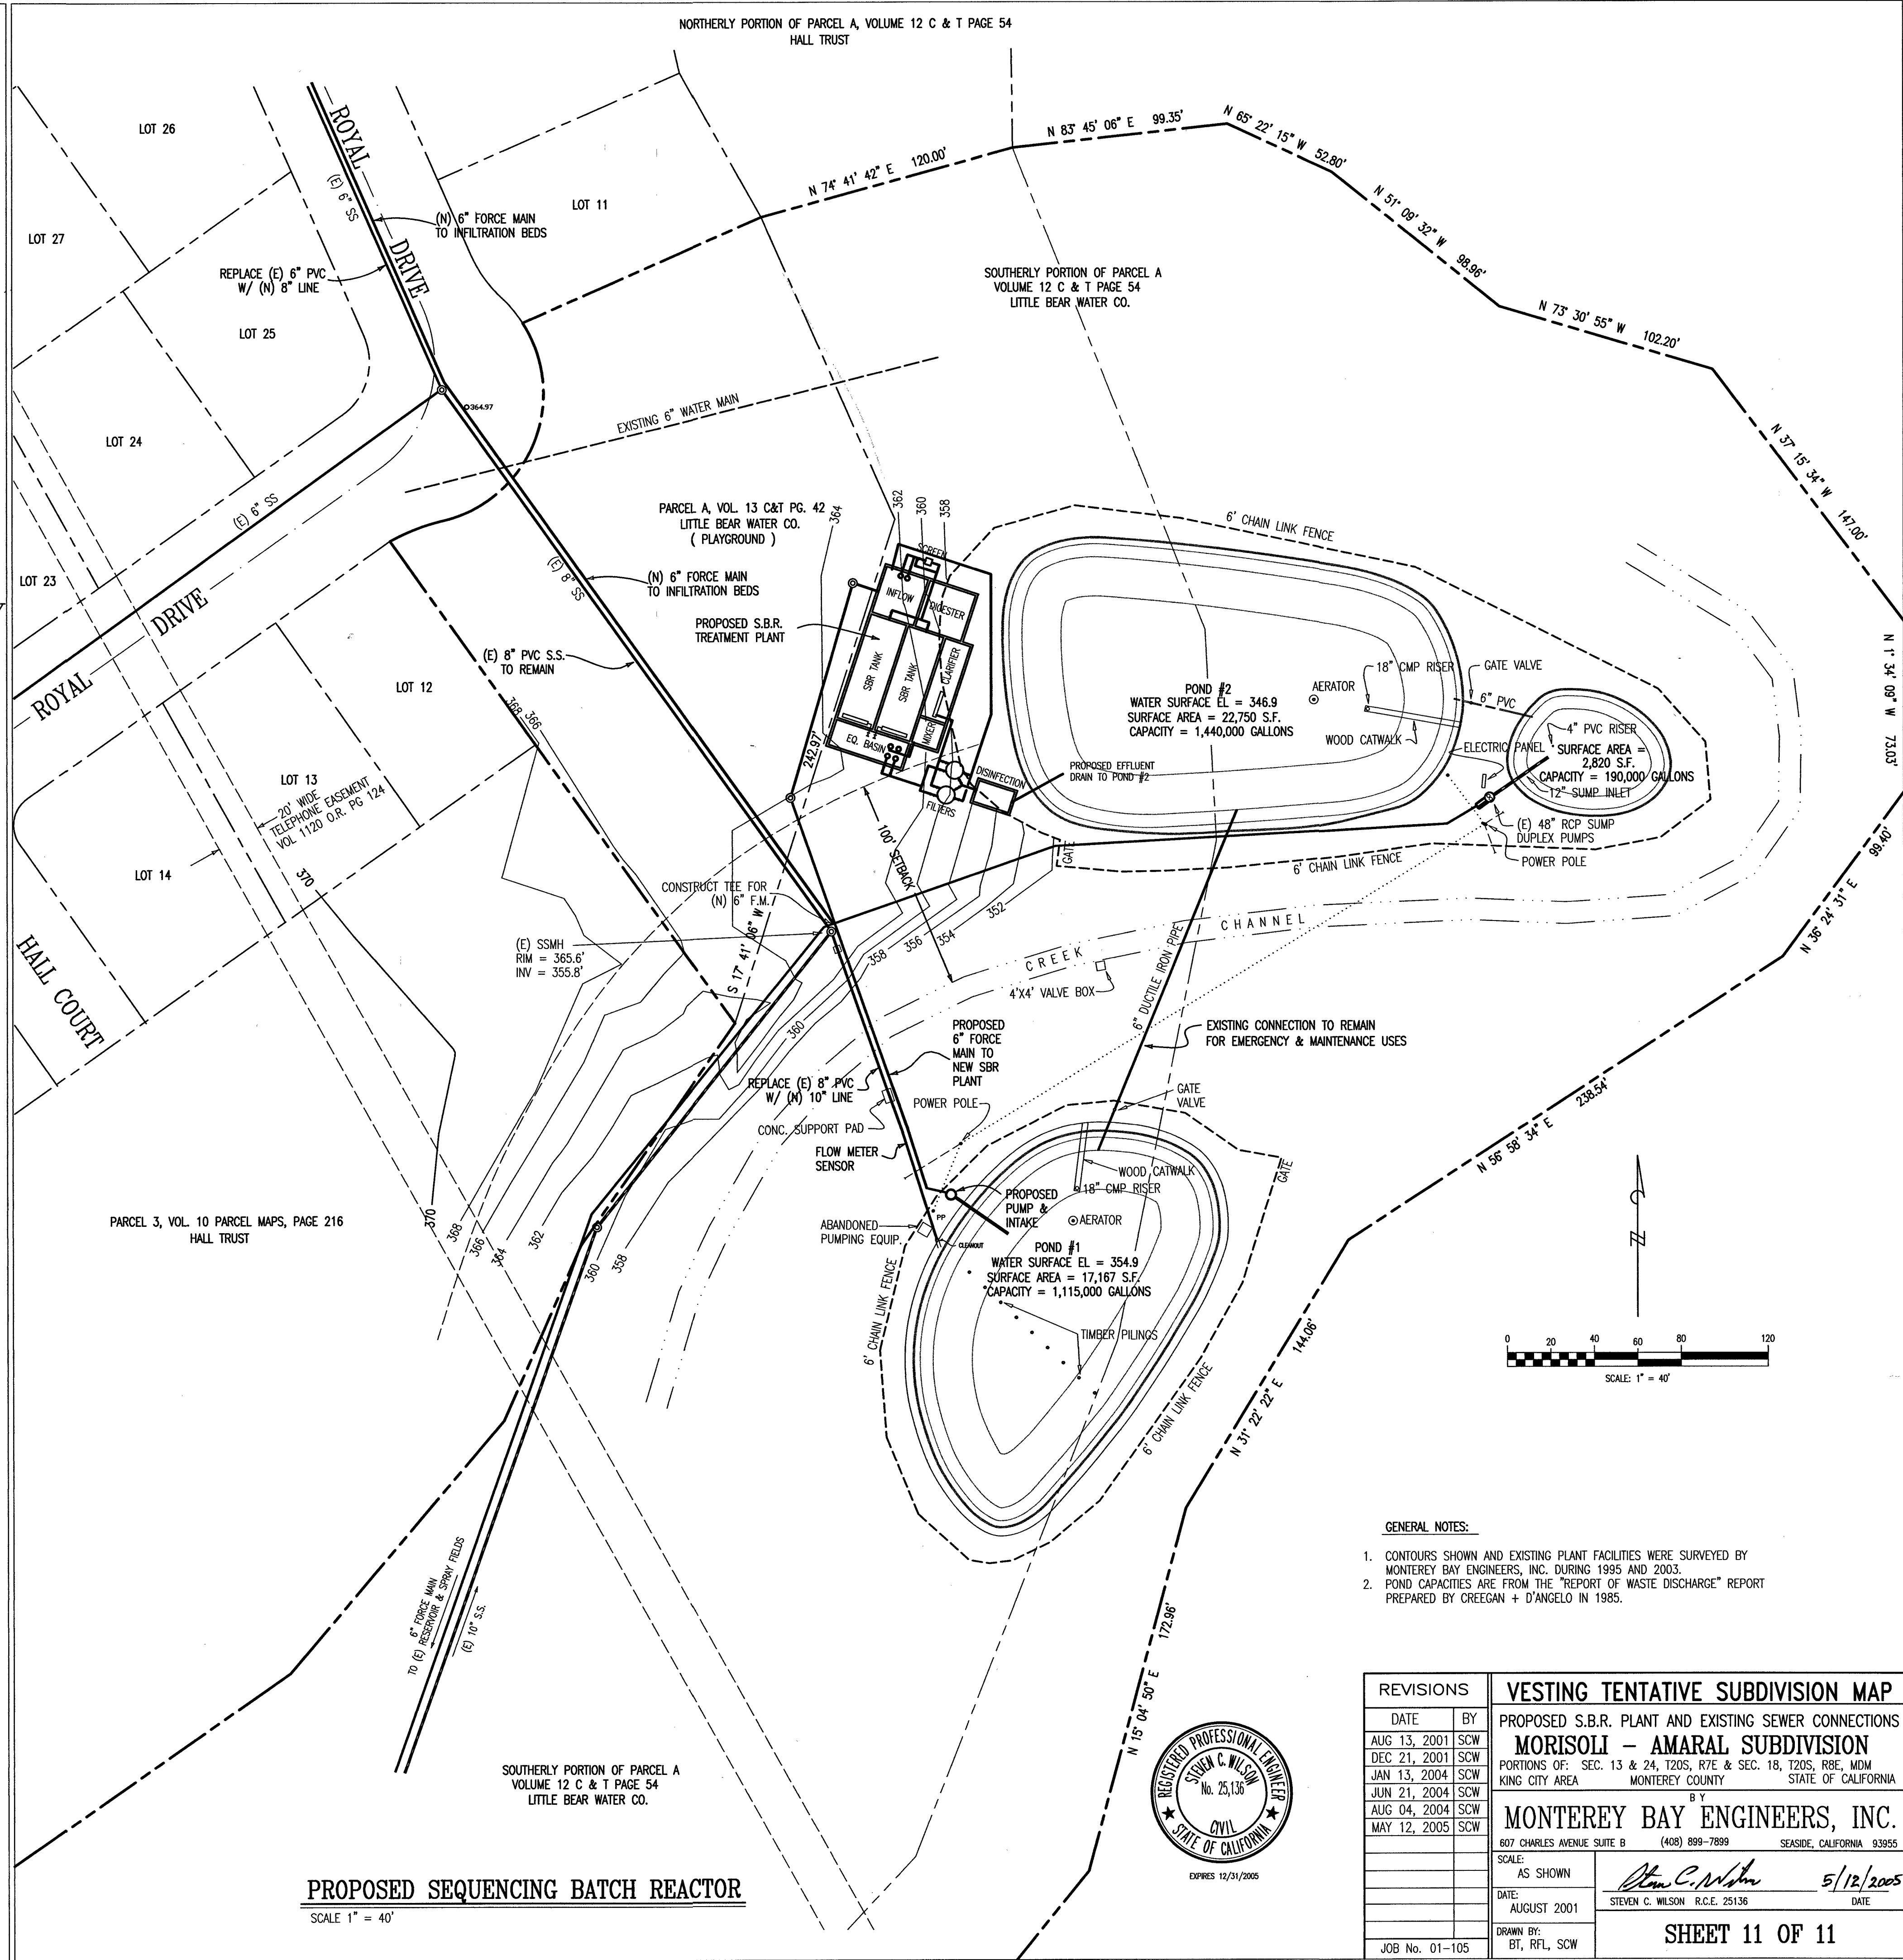 NORTHERLY PORTION OF PARCEL A, VOLUME 12 C & T PAGE 54
HALL TRUST
LOT 26
ROYAL
DRIVE
(E) 6" SS
(N) 6" FORCE MAIN
TO INFILTRATION BEDS
LOT 11
LOT 27
REPLACE (E) 6" PVC
W/ (N) 8" LINE
LOT 25
N 74° 41' 42" E 120.00'
N 83° 45' 06" E 99.35'
N 65° 22' 15" W 52.80'
N 51° 09' 32" W 98.96'
N 73° 30' 55" W 102.20'
N 37° 15' 34" W 147.00'
N 1° 34' 09" W 73.03'
SOUTHERLY PORTION OF PARCEL A
VOLUME 12 C & T PAGE 54
LITTLE BEAR WATER CO.
364.97
EXISTING 6" WATER MAIN
LOT 24
(E) 6" SS
LOT 23
ROYAL
DRIVE
PARCEL A, VOL. 13 C&T PG. 42
LITTLE BEAR WATER CO.
( PLAYGROUND )
364
362
360
358
(E) 8" SS
(N) 6" FORCE MAIN
TO INFILTRATION BEDS
PROPOSED S.B.R.
TREATMENT PLANT
(E) 8" PVC S.S.
TO REMAIN
SCREEN
INFLOW
DIGESTER
SBR TANK
SBR TANK
CLARIFIER
MIXER
EQ. BASIN
FILTERS
DISINFECTION
PROPOSED EFFLUENT
DRAIN TO POND #2
242.97'
6' CHAIN LINK FENCE
POND #2
WATER SURFACE EL = 346.9
SURFACE AREA = 22,750 S.F.
CAPACITY = 1,440,000 GALLONS
AERATOR
18" CMP RISER
GATE VALVE
6" PVC
WOOD CATWALK
4" PVC RISER
ELECTRIC PANEL
SURFACE AREA =
2,820 S.F.
CAPACITY = 190,000 GALLONS
12" SUMP INLET
(E) 48" RCP SUMP
DUPLEX PUMPS
POWER POLE
6' CHAIN LINK FENCE
GATE
LOT 12
368
366
LOT 13
20' WIDE
TELEPHONE EASEMENT
VOL 1120 O.R. PG 124
LOT 14
370
HALL COURT
100' SETBACK
CONSTRUCT TEE FOR
(N) 6" F.M.
(E) SSMH
RIM = 365.6'
INV = 355.8'
S 17° 41' 06" W
358
356
354
352
360
CREEK
CHANNEL
4'X4' VALVE BOX
6" DUCTILE IRON PIPE
EXISTING CONNECTION TO REMAIN
FOR EMERGENCY & MAINTENANCE USES
N 36° 24' 31" E 99.40'
N 56° 58' 34" E 238.54'
PROPOSED
6" FORCE
MAIN TO
NEW SBR
PLANT
REPLACE (E) 8" PVC
W/ (N) 10" LINE
CONC. SUPPORT PAD
POWER POLE
FLOW METER
SENSOR
GATE
VALVE
WOOD CATWALK
18" CMP RISER
GATE
PROPOSED
PUMP &
INTAKE
AERATOR
PP
CLEANOUT
ABANDONED
PUMPING EQUIP.
POND #1
WATER SURFACE EL = 354.9
SURFACE AREA = 17,167 S.F.
CAPACITY = 1,115,000 GALLONS
TIMBER PILINGS
6' CHAIN LINK FENCE
6' CHAIN LINK FENCE
PARCEL 3, VOL. 10 PARCEL MAPS, PAGE 216
HALL TRUST
370
368
366
364
362
360
358
N 31° 22' 22" E 144.06'
N 15° 04' 50" E 172.96'
N
0 20 40 60 80 120
SCALE: 1" = 40'
6" FORCE MAIN
TO (E) RESERVOIR & SPRAY FIELDS
(E) 10" S.S.
SOUTHERLY PORTION OF PARCEL A
VOLUME 12 C & T PAGE 54
LITTLE BEAR WATER CO.
GENERAL NOTES:
1. CONTOURS SHOWN AND EXISTING PLANT FACILITIES WERE SURVEYED BY
MONTEREY BAY ENGINEERS, INC. DURING 1995 AND 2003.
2. POND CAPACITIES ARE FROM THE "REPORT OF WASTE DISCHARGE" REPORT
PREPARED BY CREEGAN + D'ANGELO IN 1985.
REGISTERED PROFESSIONAL ENGINEER
STEVEN C. WILSON
No. 25,136
CIVIL
STATE OF CALIFORNIA
EXPIRES 12/31/2005
PROPOSED SEQUENCING BATCH REACTOR
SCALE 1" = 40'
REVISIONS
DATE BY
AUG 13, 2001 SCW
DEC 21, 2001 SCW
JAN 13, 2004 SCW
JUN 21, 2004 SCW
AUG 04, 2004 SCW
MAY 12, 2005 SCW
JOB No. 01-105
VESTING TENTATIVE SUBDIVISION MAP
PROPOSED S.B.R. PLANT AND EXISTING SEWER CONNECTIONS
MORISOLI - AMARAL SUBDIVISION
PORTIONS OF: SEC. 13 & 24, T20S, R7E & SEC. 18, T20S, R8E, MDM
KING CITY AREA MONTEREY COUNTY STATE OF CALIFORNIA
BY
MONTEREY BAY ENGINEERS, INC.
607 CHARLES AVENUE SUITE B (408) 899-7899 SEASIDE, CALIFORNIA 93955
SCALE:
AS SHOWN
DATE:
AUGUST 2001
DRAWN BY:
BT, RFL, SCW
Steven C. Wilson 5/12/2005
STEVEN C. WILSON R.C.E. 25136 DATE
SHEET 11 OF 11